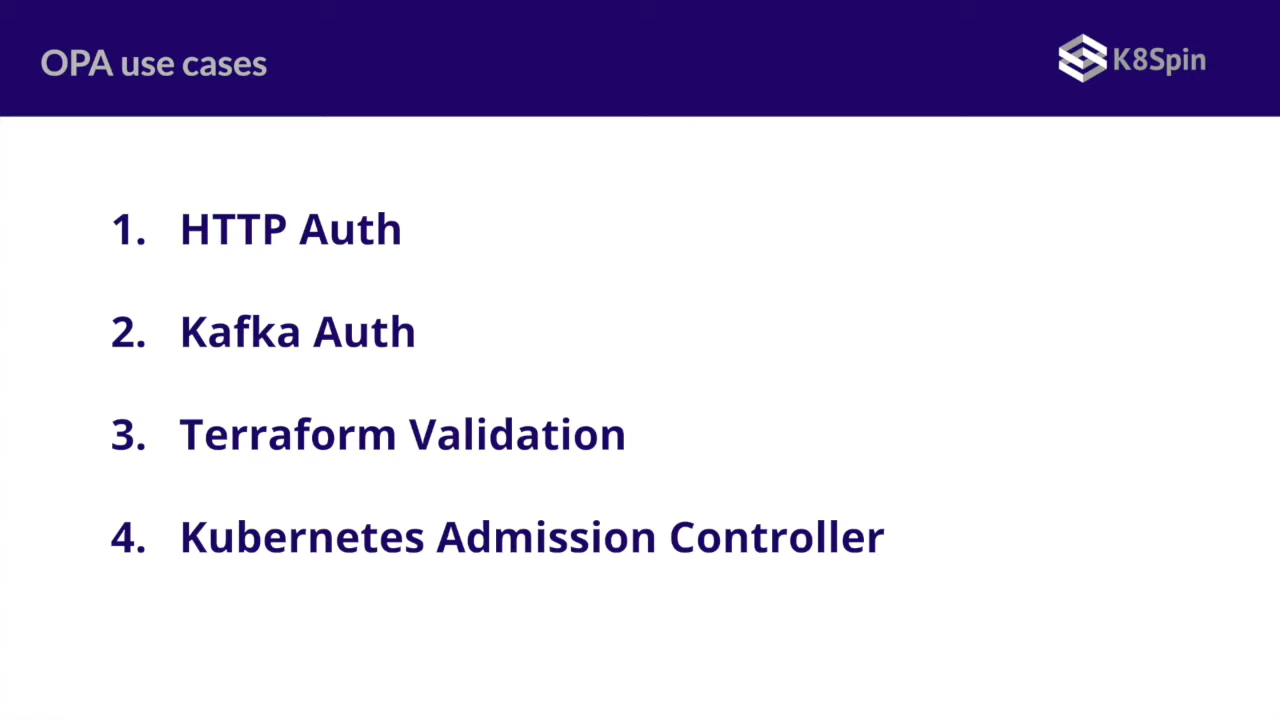 OPA use cases
K8Spin
1. HTTP Auth
2. Kafka Auth
3. Terraform Validation
4. Kubernetes Admission Controller